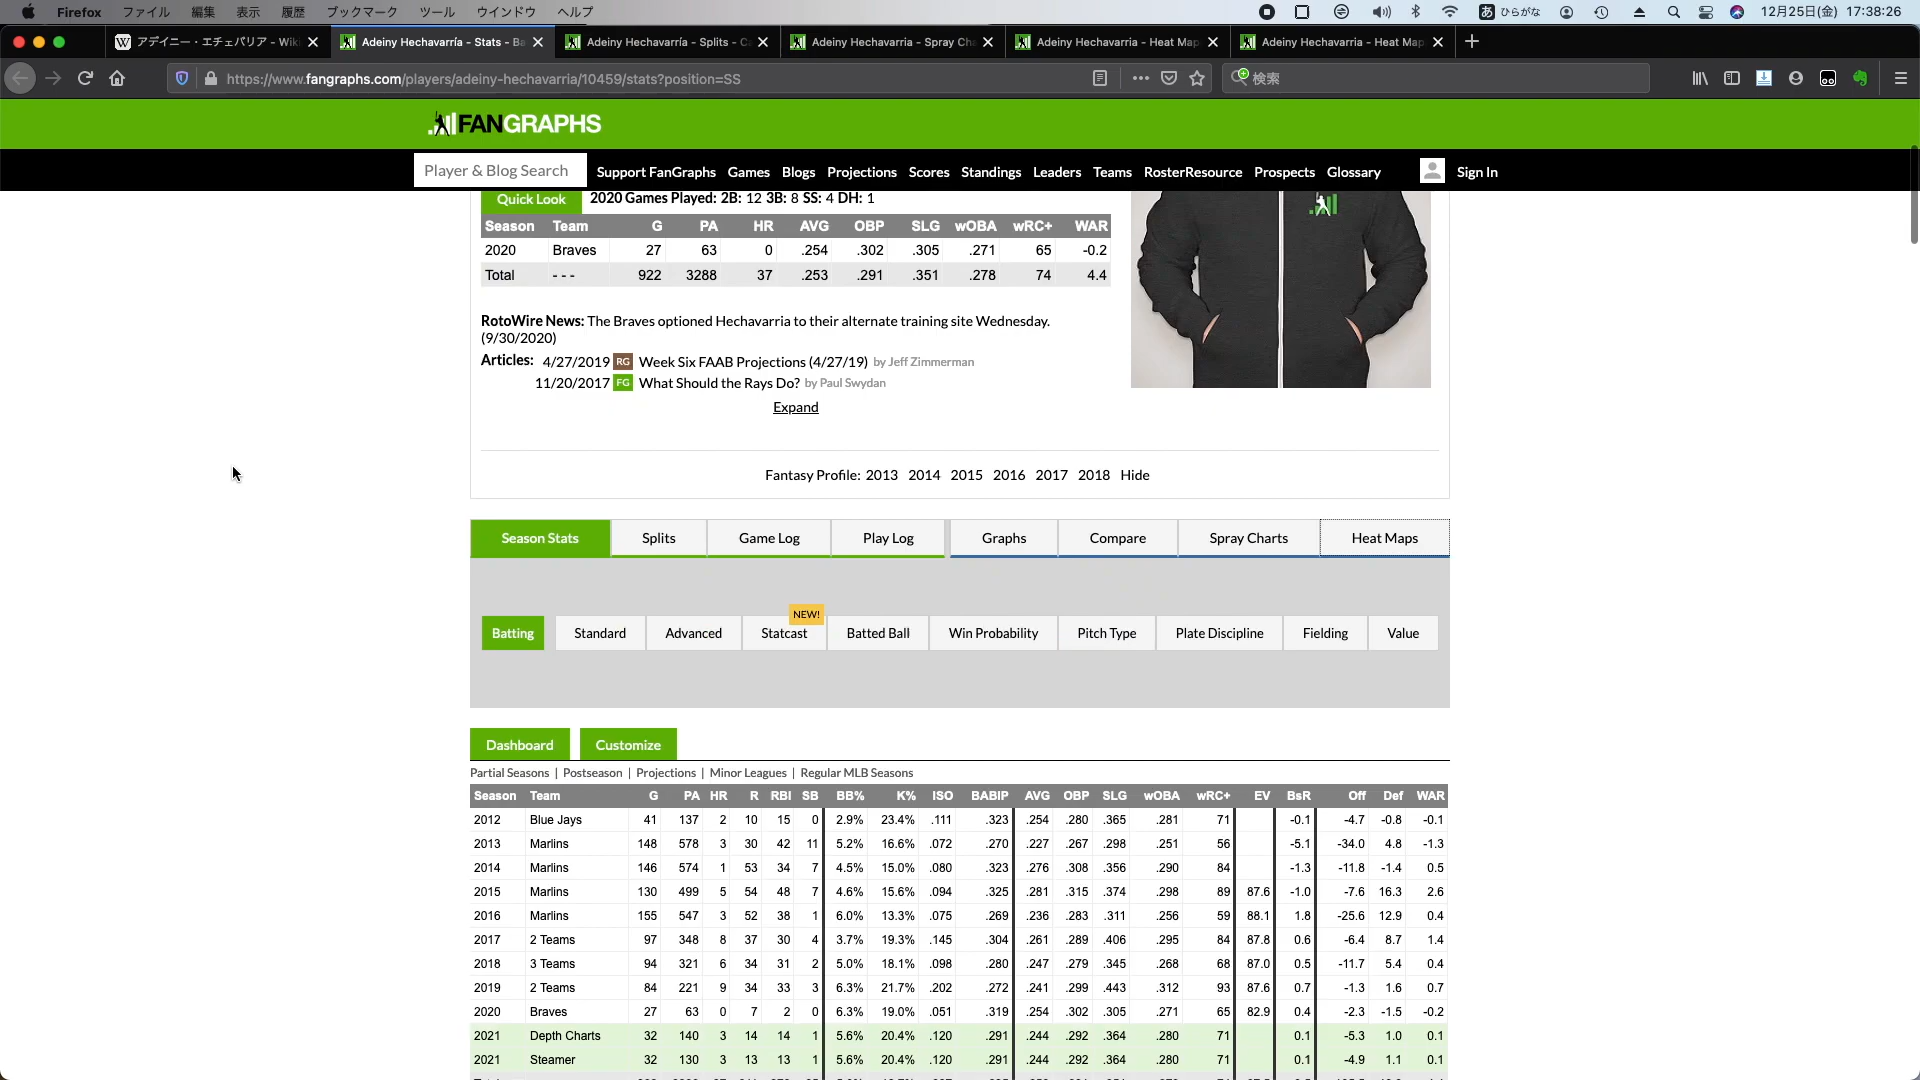 Firefox ファイル 編集 表示 履歴 ブックマーク ツール ウインドウ ヘルプ あ ひらがな 12月25日(金) 17:38:26
W アデイニー・エチェバリア - Wiki Adeiny Hechavarría - Stats - Ba Adeiny Hechavarría - Splits - C Adeiny Hechavarria - Spray Cha Adeiny Hechavarria - Heat Map Adeiny Hechavarria - Heat Map
https://www.fangraphs.com/players/adeiny-hechavarria/10459/stats?position=SS 検索
FANGRAPHS
Player & Blog Search Support FanGraphs Games Blogs Projections Scores Standings Leaders Teams RosterResource Prospects Glossary Sign In
Quick Look 2020 Games Played: 2B: 12 3B: 8 SS: 4 DH: 1
Season Team G PA HR AVG OBP SLG wOBA wRC+ WAR
2020 Braves 27 63 0 .254 .302 .305 .271 65 -0.2
Total - - - 922 3288 37 .253 .291 .351 .278 74 4.4
RotoWire News: The Braves optioned Hechavarria to their alternate training site Wednesday.
(9/30/2020)
Articles: 4/27/2019 RG Week Six FAAB Projections (4/27/19) by Jeff Zimmerman
11/20/2017 FG What Should the Rays Do? by Paul Swydan
Expand
Fantasy Profile: 2013 2014 2015 2016 2017 2018 Hide
Season Stats Splits Game Log Play Log Graphs Compare Spray Charts Heat Maps
NEW!
Batting Standard Advanced Statcast Batted Ball Win Probability Pitch Type Plate Discipline Fielding Value
Dashboard Customize
Partial Seasons | Postseason | Projections | Minor Leagues | Regular MLB Seasons
Season Team G PA HR R RBI SB BB% K% ISO BABIP AVG OBP SLG wOBA wRC+ EV BsR Off Def WAR
2012 Blue Jays 41 137 2 10 15 0 2.9% 23.4% .111 .323 .254 .280 .365 .281 71 -0.1 -4.7 -0.8 -0.1
2013 Marlins 148 578 3 30 42 11 5.2% 16.6% .072 .270 .227 .267 .298 .251 56 -5.1 -34.0 4.8 -1.3
2014 Marlins 146 574 1 53 34 7 4.5% 15.0% .080 .323 .276 .308 .356 .290 84 -1.3 -11.8 -1.4 0.5
2015 Marlins 130 499 5 54 48 7 4.6% 15.6% .094 .325 .281 .315 .374 .298 89 87.6 -1.0 -7.6 16.3 2.6
2016 Marlins 155 547 3 52 38 1 6.0% 13.3% .075 .269 .236 .283 .311 .256 59 88.1 1.8 -25.6 12.9 0.4
2017 2 Teams 97 348 8 37 30 4 3.7% 19.3% .145 .304 .261 .289 .406 .295 84 87.8 0.6 -6.4 8.7 1.4
2018 3 Teams 94 321 6 34 31 2 5.0% 18.1% .098 .280 .247 .279 .345 .268 68 87.0 0.5 -11.7 5.4 0.4
2019 2 Teams 84 221 9 34 33 3 6.3% 21.7% .202 .272 .241 .299 .443 .312 93 87.6 0.7 -1.3 1.6 0.7
2020 Braves 27 63 0 7 2 0 6.3% 19.0% .051 .319 .254 .302 .305 .271 65 82.9 0.4 -2.3 -1.5 -0.2
2021 Depth Charts 32 140 3 14 14 1 5.6% 20.4% .120 .291 .244 .292 .364 .280 71 0.1 -5.3 1.0 0.1
2021 Steamer 32 130 3 13 13 1 5.6% 20.4% .120 .291 .244 .292 .364 .280 71 0.1 -4.9 1.1 0.1